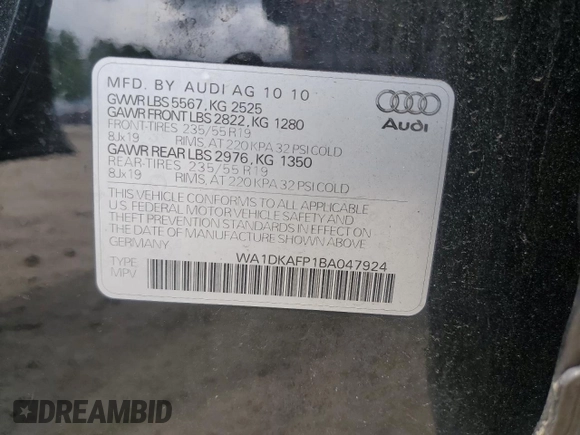 MFD. BY AUDI AG 10 10
GVWR LBS 5567, KG 2525
GAWR FRONT LBS 2822, KG 1280
FRONT-TIRES 235/55 R19
8Jx19 RIMS, AT 220 KPA 32 PSI COLD
GAWR REAR LBS 2976, KG 1350
REAR-TIRES 235/55 R19
8Jx19 RIMS, AT 220 KPA 32 PSI COLD
THIS VEHICLE CONFORMS TO ALL APPLICABLE
U.S. FEDERAL MOTOR VEHICLE SAFETY AND
THEFT PREVENTION STANDARDS IN EFFECT ON
THE DATE OF MANUFACTURE SHOWN ABOVE.
Audi
TYPE GERMANY WA1DKAFP1BA047924
MPV
DREAMBID